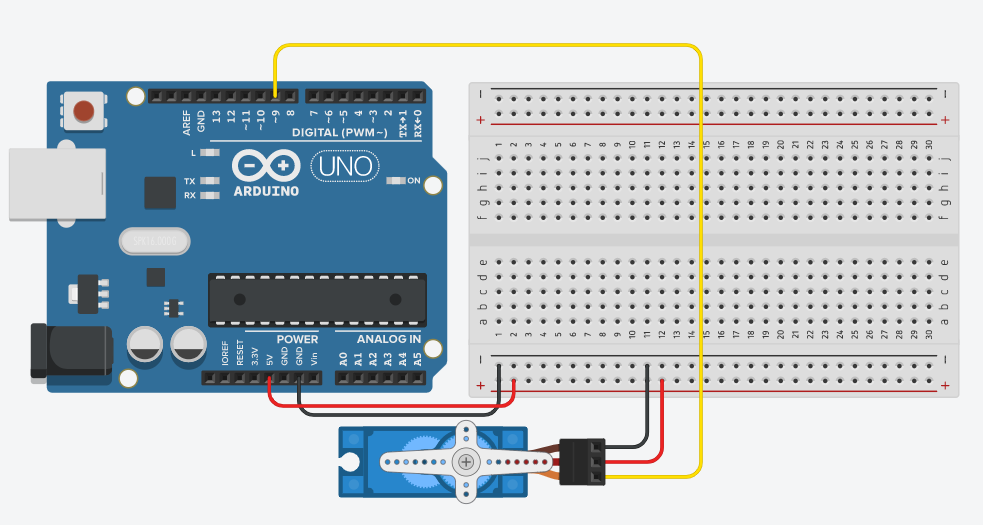 AREF
GND
13
12
~11
~10
~9
8
7
~6
~5
4
~3
2
TX→1
RX←0
DIGITAL (PWM~)
L
TX
RX
ARDUINO
UNO
ON
POWER
ANALOG IN
IOREF
RESET
3.3V
5V
GND
GND
Vin
A0
A1
A2
A3
A4
A5
− −
+ +
1 2 3 4 5 6 7 8 9 10 11 12 13 14 15 16 17 18 19 20 21 22 23 24 25 26 27 28 29 30
j j
i i
h h
g g
f f
e e
d d
c c
b b
a a
1 2 3 4 5 6 7 8 9 10 11 12 13 14 15 16 17 18 19 20 21 22 23 24 25 26 27 28 29 30
− −
+ +